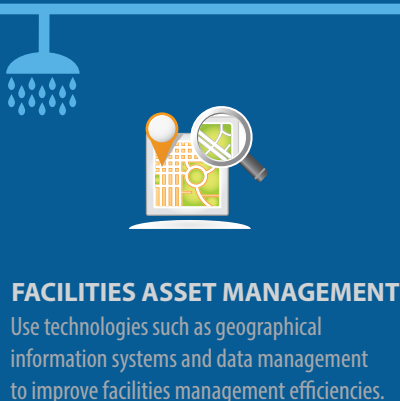 FACILITIES ASSET MANAGEMENT
Use technologies such as geographical
information systems and data management
to improve facilities management efficiencies.